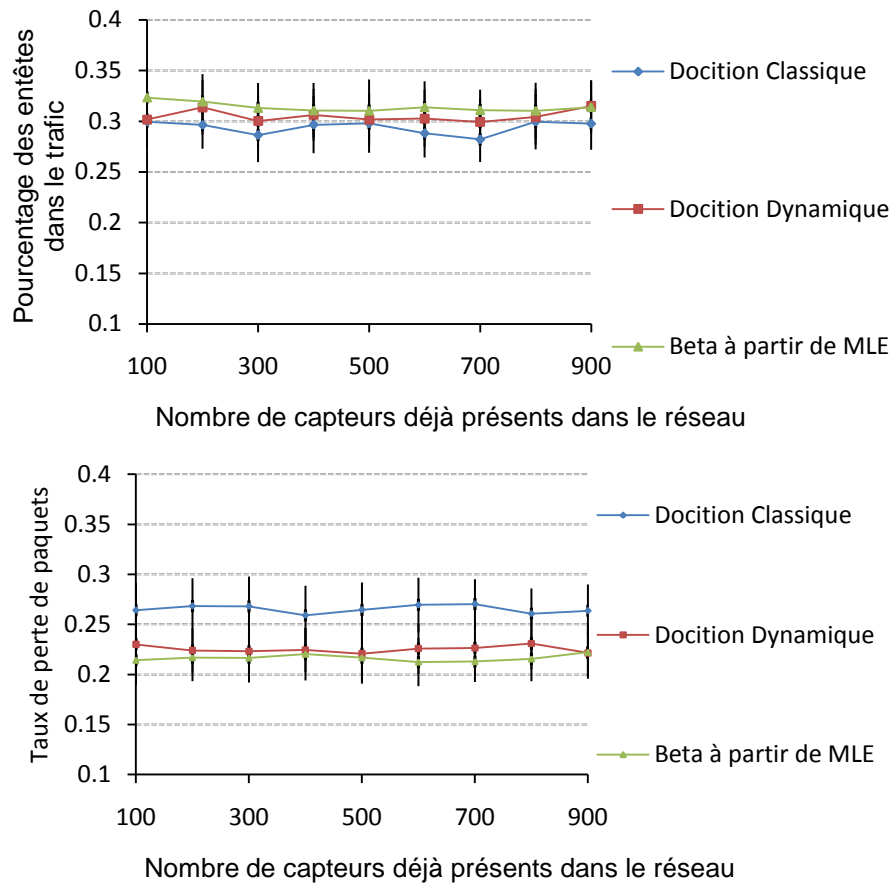 0.4
0.35
0.3
0.25
0.2
0.15
0.1
Pourcentage des entêtes
dans le trafic
100 300 500 700 900
Nombre de capteurs déjà présents dans le réseau
Docition Classique
Docition Dynamique
Beta à partir de MLE
0.4
0.35
0.3
0.25
0.2
0.15
0.1
Taux de perte de paquets
100 300 500 700 900
Nombre de capteurs déjà présents dans le réseau
Docition Classique
Docition Dynamique
Beta à partir de MLE